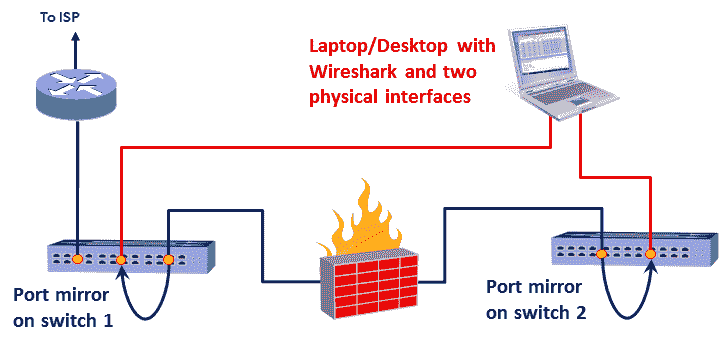 To ISP
Laptop/Desktop with
Wireshark and two
physical interfaces
Port mirror
on switch 1
Port mirror
on switch 2